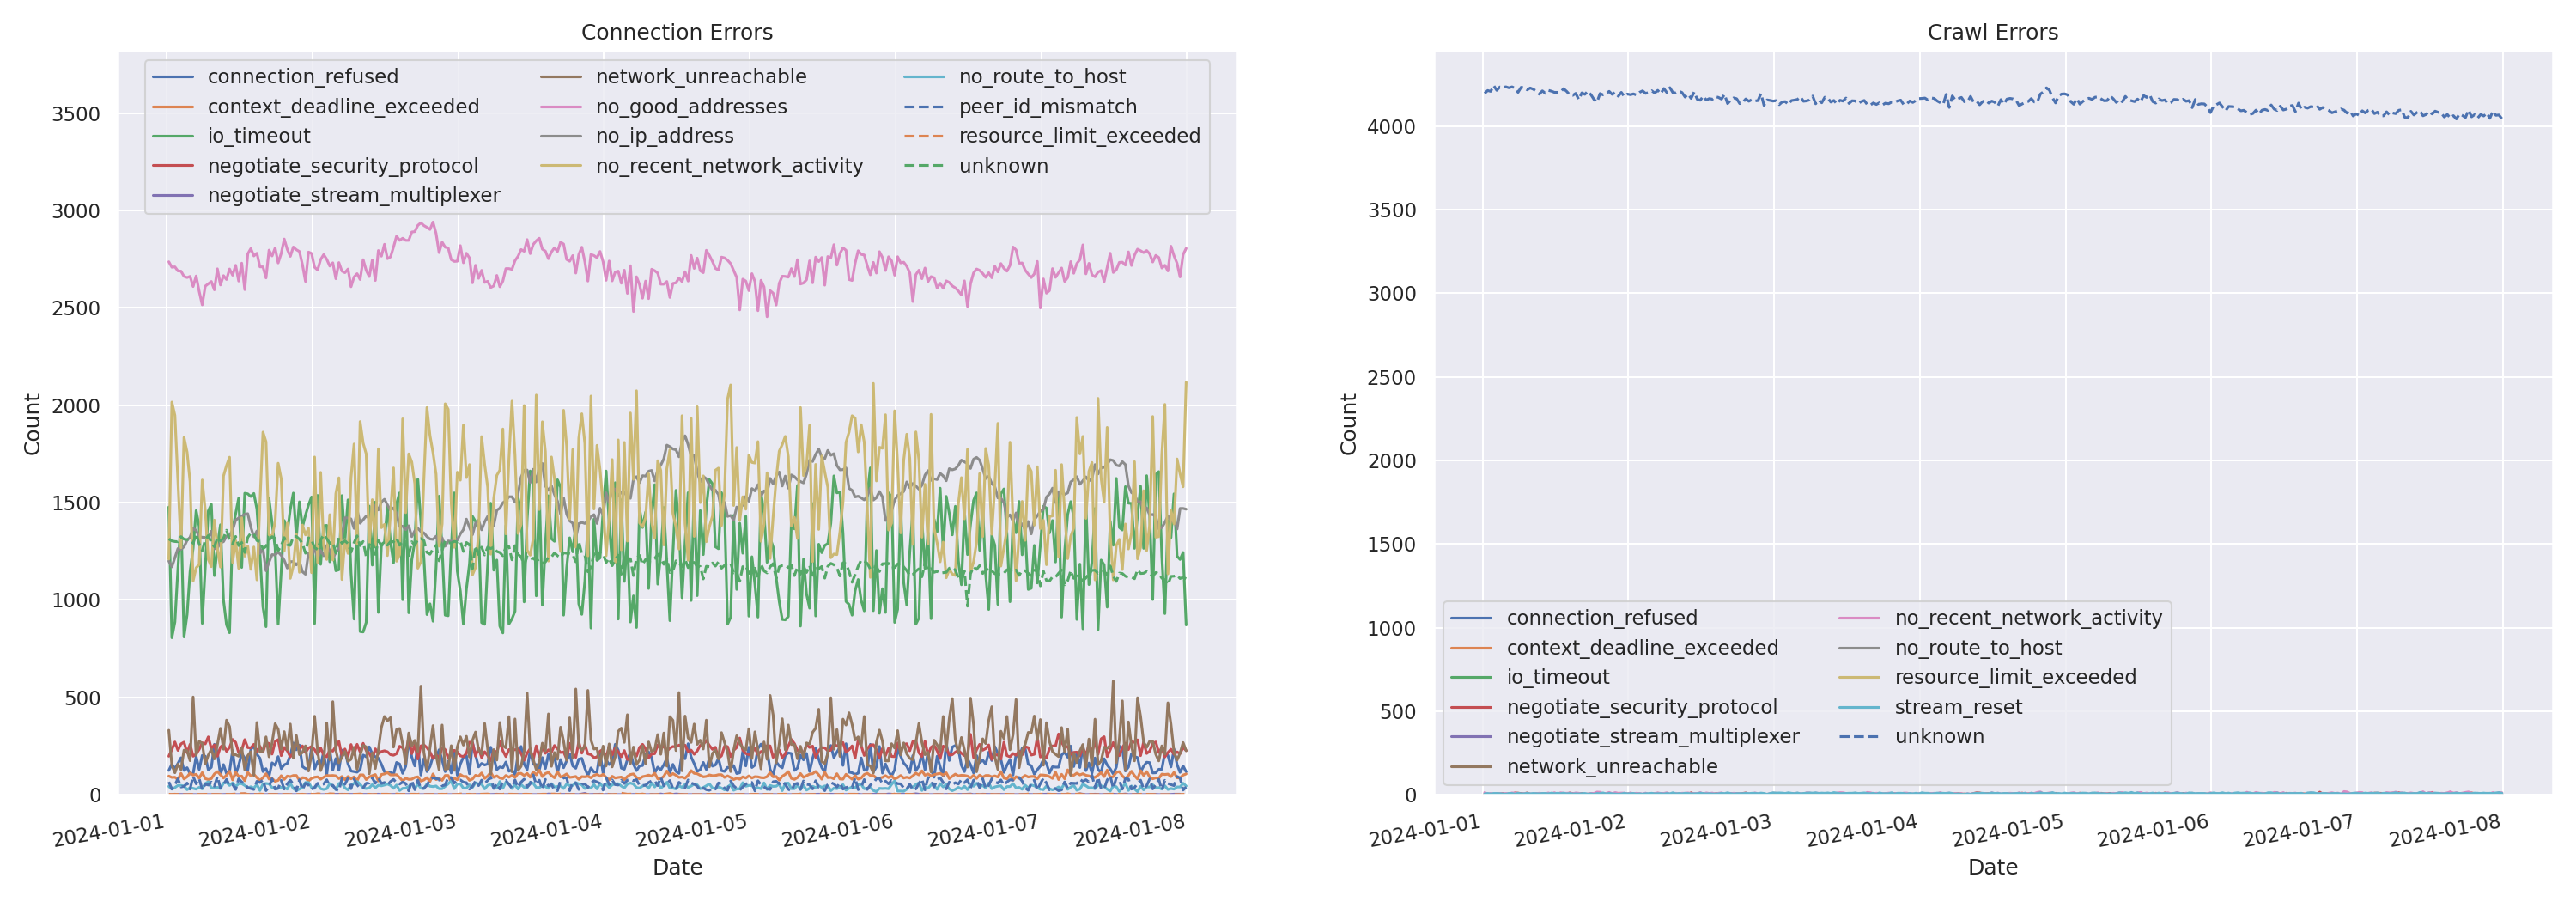 Connection Errors
connection_refused
context_deadline_exceeded
io_timeout
negotiate_security_protocol
negotiate_stream_multiplexer
network_unreachable
no_good_addresses
no_ip_address
no_recent_network_activity
no_route_to_host
peer_id_mismatch
resource_limit_exceeded
unknown
3500
3000
2500
2000
1500
1000
500
0
Count
2024-01-01
2024-01-02
2024-01-03
2024-01-04
2024-01-05
2024-01-06
2024-01-07
2024-01-08
Date
Crawl Errors
4000
3500
3000
2500
2000
1500
1000
500
0
Count
connection_refused
context_deadline_exceeded
io_timeout
negotiate_security_protocol
negotiate_stream_multiplexer
network_unreachable
no_recent_network_activity
no_route_to_host
resource_limit_exceeded
stream_reset
unknown
2024-01-01
2024-01-02
2024-01-03
2024-01-04
2024-01-05
2024-01-06
2024-01-07
2024-01-08
Date